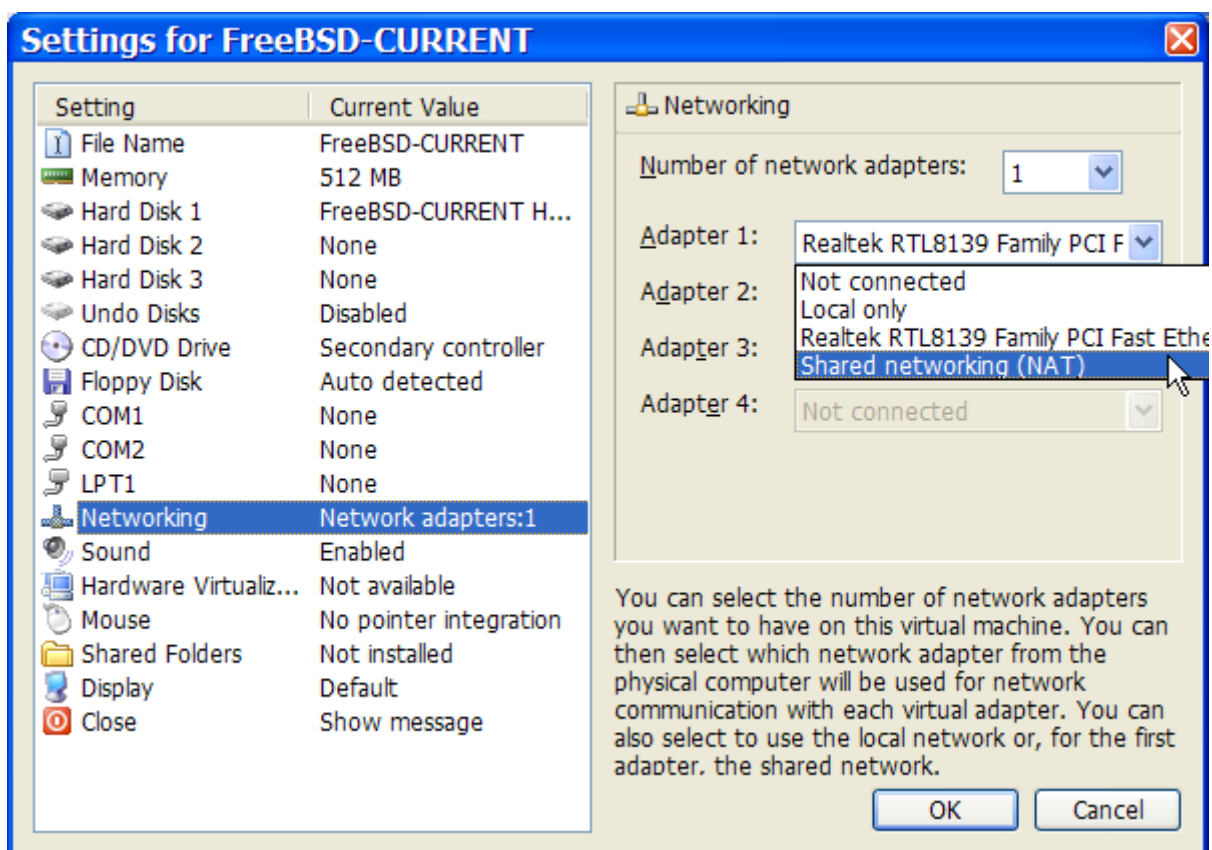 Settings for FreeBSD-CURRENT
Setting Current Value
File Name FreeBSD-CURRENT
Memory 512 MB
Hard Disk 1 FreeBSD-CURRENT H...
Hard Disk 2 None
Hard Disk 3 None
Undo Disks Disabled
CD/DVD Drive Secondary controller
Floppy Disk Auto detected
COM1 None
COM2 None
LPT1 None
Networking Network adapters:1
Sound Enabled
Hardware Virtualiz... Not available
Mouse No pointer integration
Shared Folders Not installed
Display Default
Close Show message
Networking
Number of network adapters: 1
Adapter 1: Realtek RTL8139 Family PCI F
Not connected
Adapter 2:
Local only
Realtek RTL8139 Family PCI Fast Ethe
Adapter 3:
Shared networking (NAT)
Adapter 4: Not connected
You can select the number of network adapters
you want to have on this virtual machine. You can
then select which network adapter from the
physical computer will be used for network
communication with each virtual adapter. You can
also select to use the local network or, for the first
adapter, the shared network.
OK Cancel